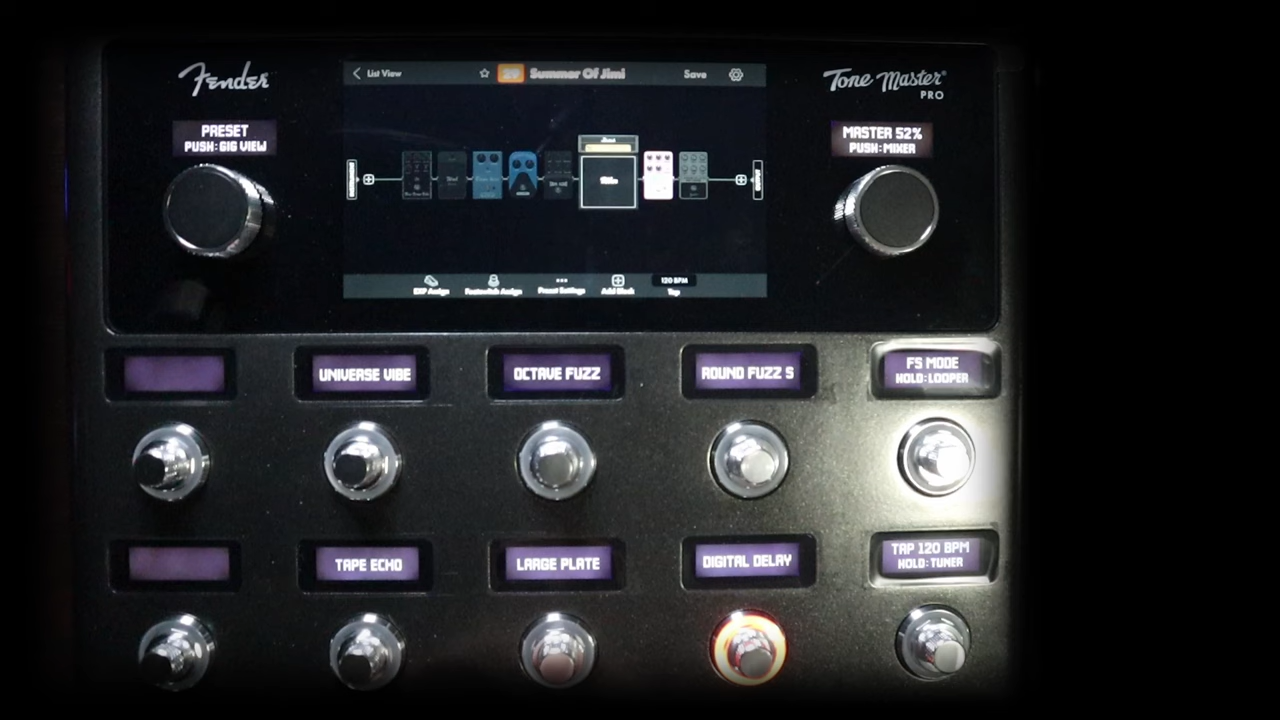 Fender
List View
29 Summer Of Jimi
Save
Tone Master®
PRO
PRESET
PUSH: GIG VIEW
MASTER 52%
PUSH: MIXER
EXP Assign
Footswitch Assign
Preset Settings
Add Block
120 BPM
Tap
UNIVERSE VIBE
OCTAVE FUZZ
ROUND FUZZ S
FS MODE
HOLD: LOOPER
TAPE ECHO
LARGE PLATE
DIGITAL DELAY
TAP 120 BPM
HOLD: TUNER